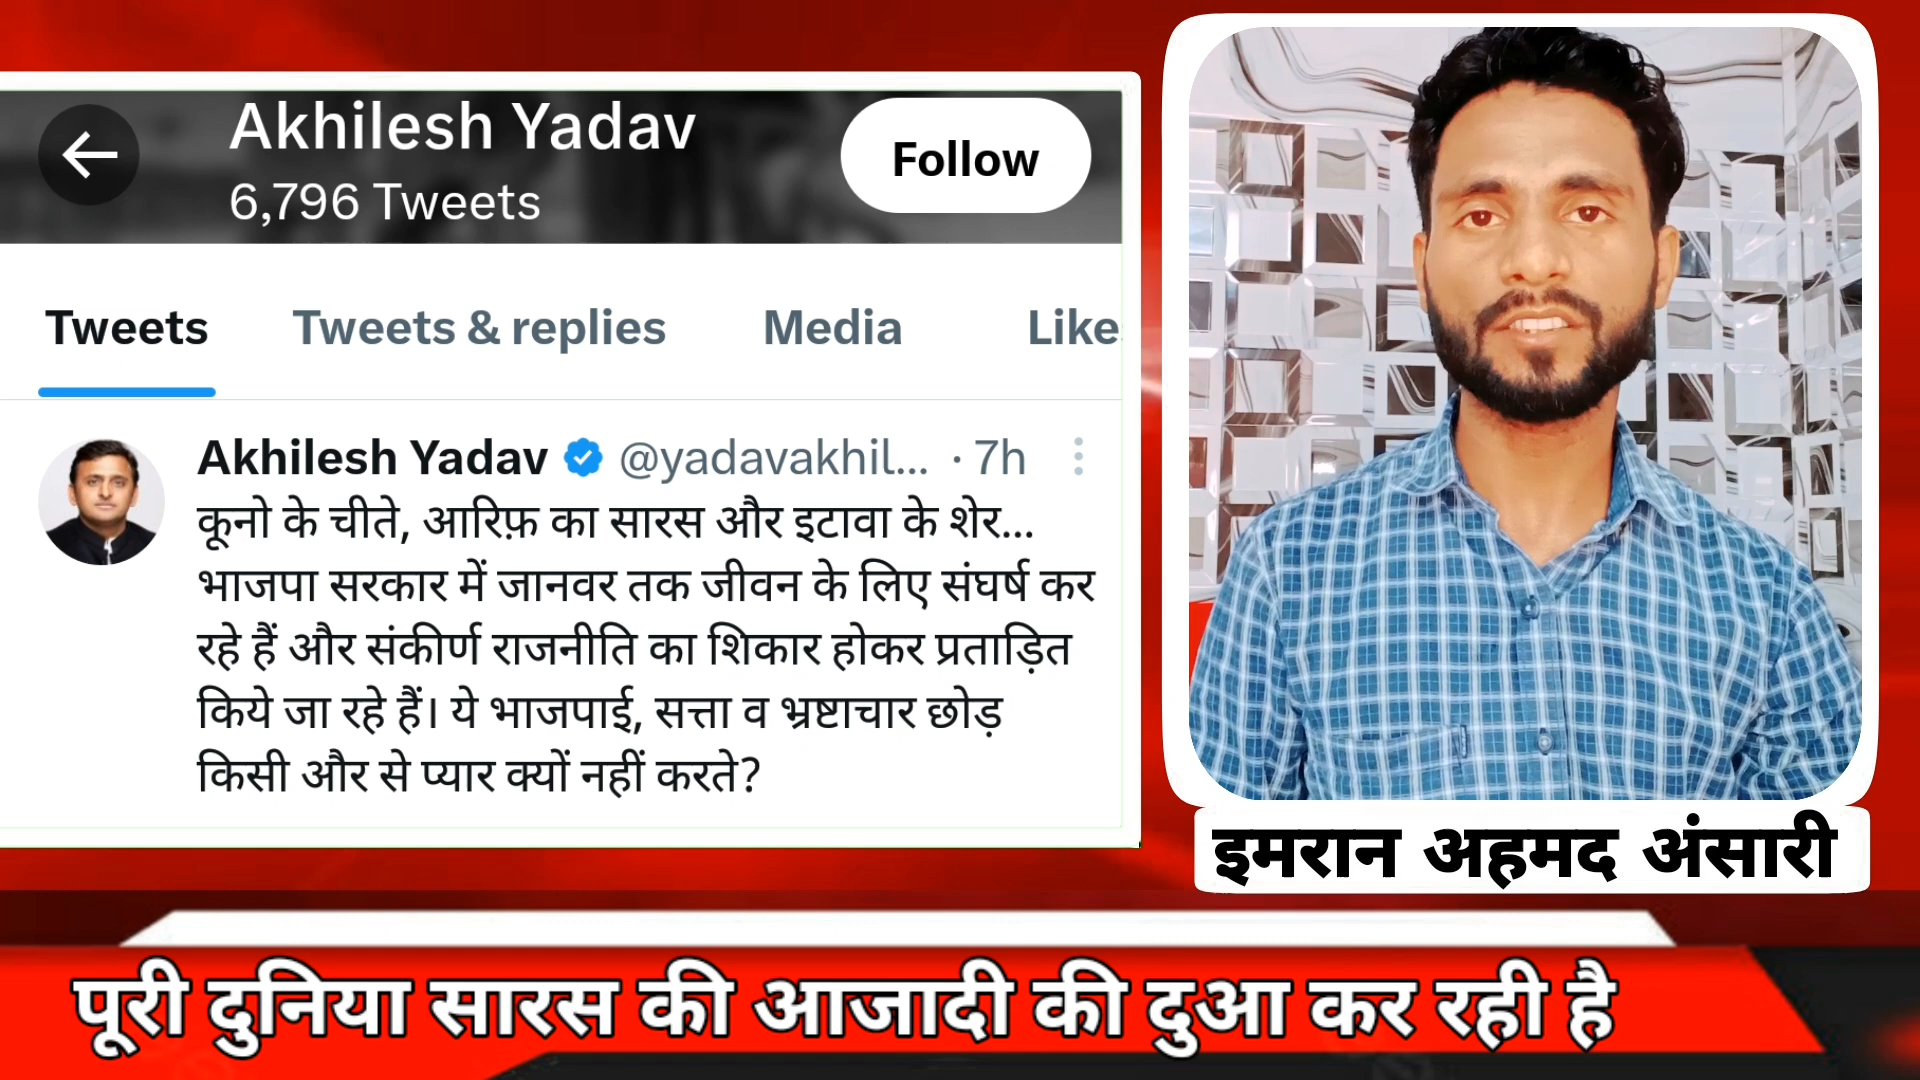 Akhilesh Yadav
6,796 Tweets
Follow
Tweets Tweets & replies Media Like
Akhilesh Yadav @yadavakhil... · 7h
कूनो के चीते, आरिफ़ का सारस और इटावा के शेर...
भाजपा सरकार में जानवर तक जीवन के लिए संघर्ष कर
रहे हैं और संकीर्ण राजनीति का शिकार होकर प्रताड़ित
किये जा रहे हैं। ये भाजपाई, सत्ता व भ्रष्टाचार छोड़
किसी और से प्यार क्यों नहीं करते?
इमरान अहमद अंसारी
पूरी दुनिया सारस की आजादी की दुआ कर रही है